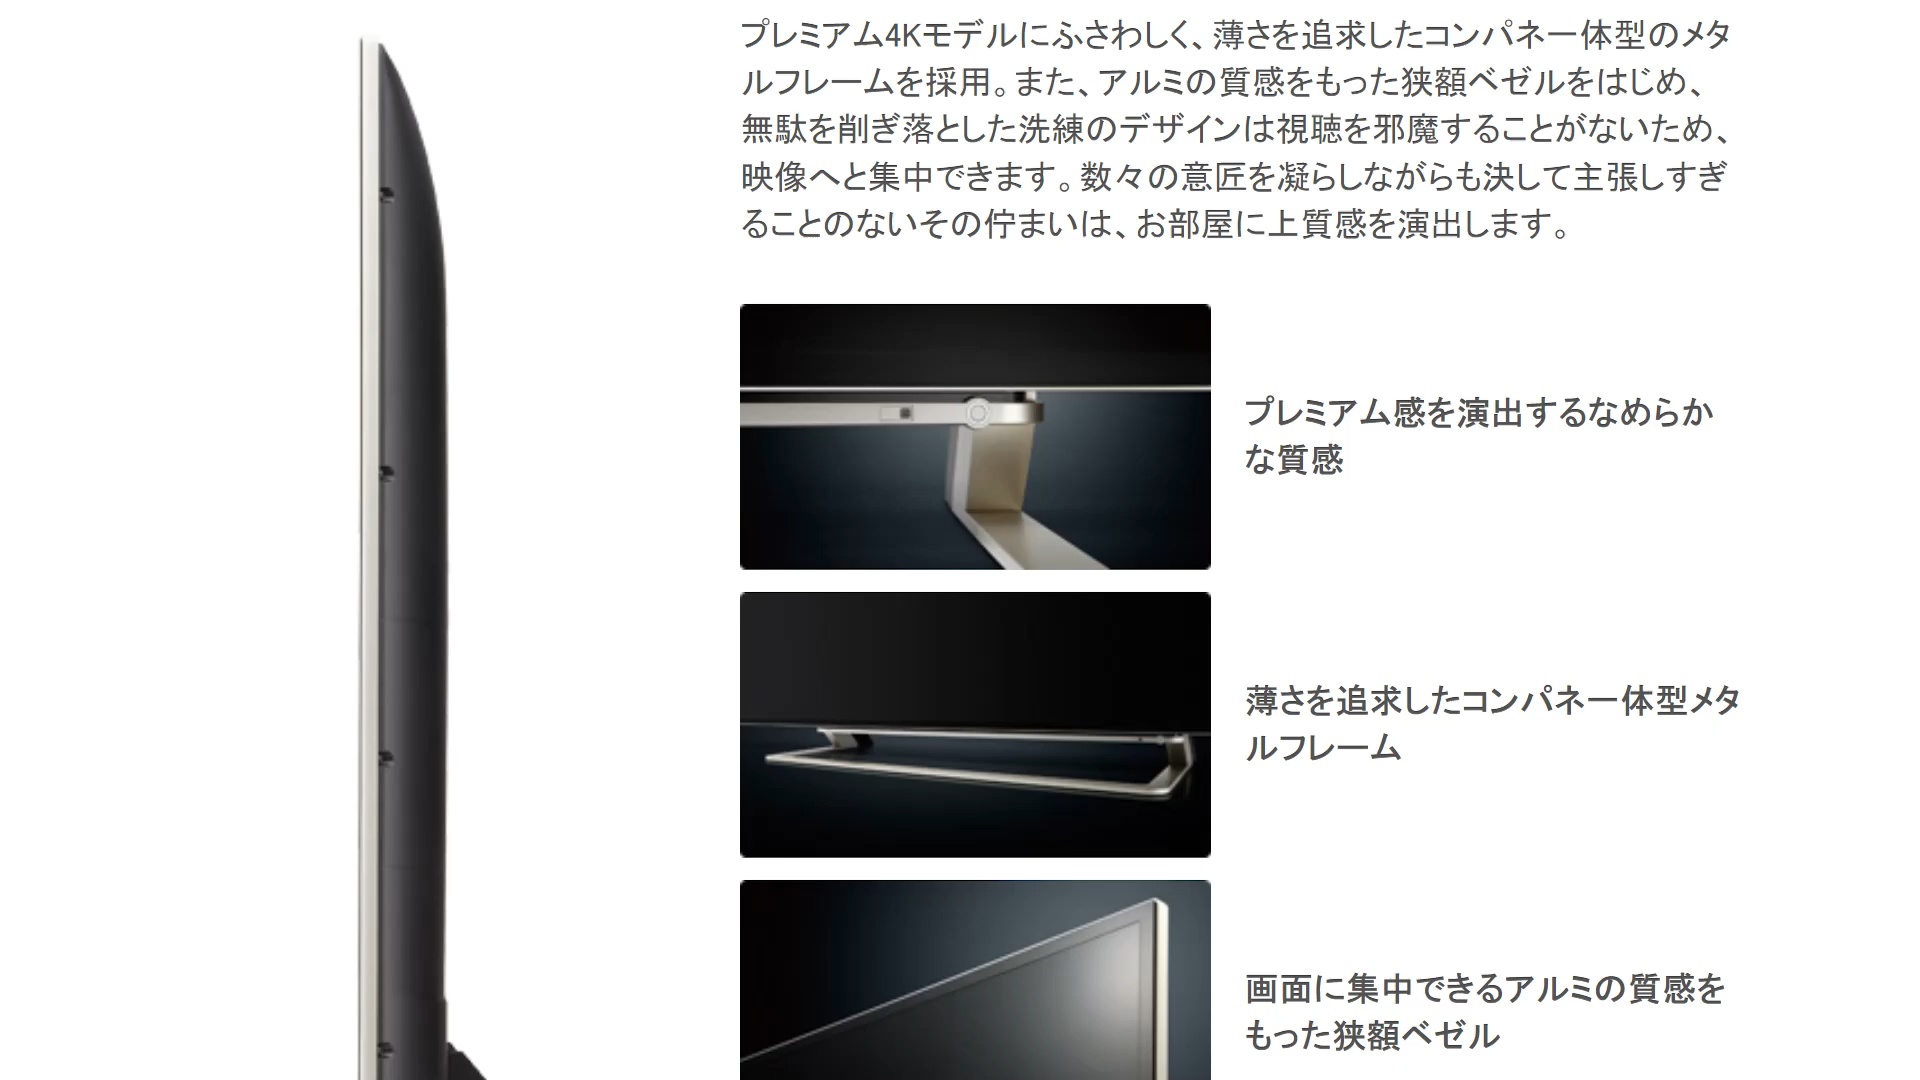 プレミアム4Kモデルにふさわしく、薄さを追求したコンパネ一体型のメタ
ルフレームを採用。また、アルミの質感をもった狭額ベゼルをはじめ、
無駄を削ぎ落とした洗練のデザインは視聴を邪魔することがないため、
映像へと集中できます。数々の意匠を凝らしながらも決して主張しすぎ
ることのないその佇まいは、お部屋に上質感を演出します。
プレミアム感を演出するなめらか
な質感
薄さを追求したコンパネ一体型メタ
ルフレーム
画面に集中できるアルミの質感を
もった狭額ベゼル